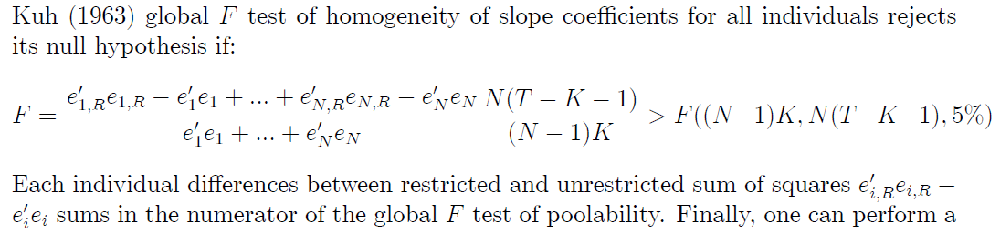 Kuh (1963) global F test of homogeneity of slope coefficients for all individuals rejects
its null hypothesis if:
F = \frac{e'_{1,R}e_{1,R} − e'_1e_1 + ... + e'_{N,R}e_{N,R} − e'_Ne_N}{e'_1e_1 + ... + e'_Ne_N} \frac{N(T − K − 1)}{(N − 1)K} > F((N−1)K, N(T−K−1), 5%)
Each individual differences between restricted and unrestricted sum of squares e'_{i,R}e_{i,R} −
e'_ie_i sums in the numerator of the global F test of poolability. Finally, one can perform a